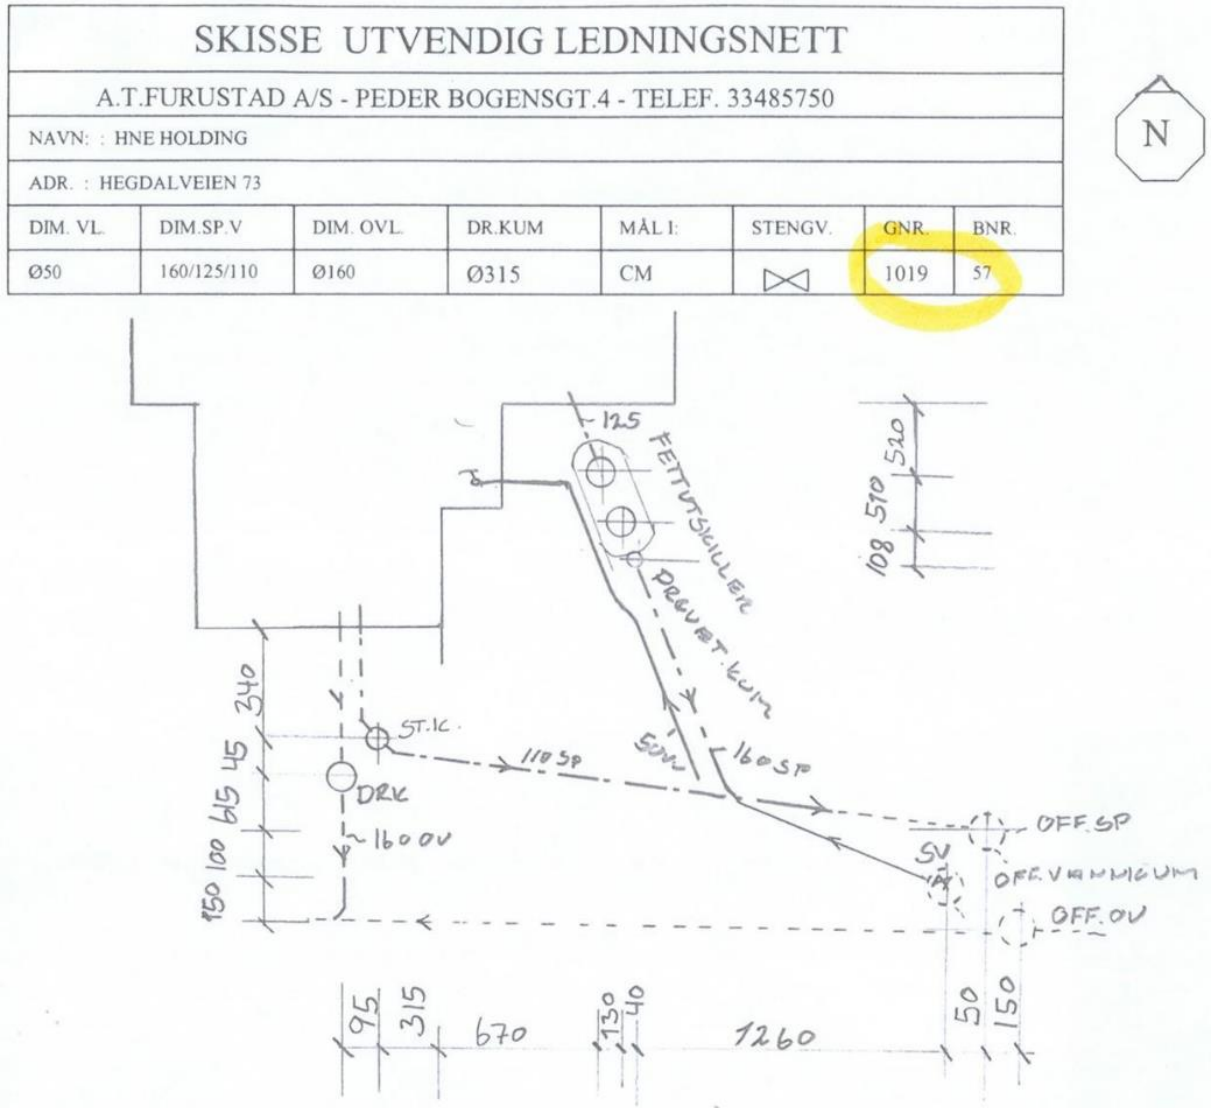 SKISSE UTVENDIG LEDNINGSNETT
A.T.FURUSTAD A/S - PEDER BOGENSGT.4 - TELEF. 33485750
NAVN: : HNE HOLDING
ADR. : HEGDALVEIEN 73
DIM. VL. DIM.SP.V DIM. OVL. DR.KUM MÅL I: STENGV. GNR. BNR.
Ø50 160/125/110 Ø160 Ø315 CM 1019 57
N
125
FETTUTSKILLER
PRØVET.KUM
520
510
108
340
45
615
100
150
ST.K.
DRK
160 OV
110 SP
50VL
160 SP
SV
OFF.SP
OFF.VANNKUM
OFF.OV
95
315
670
130
40
1260
50
150